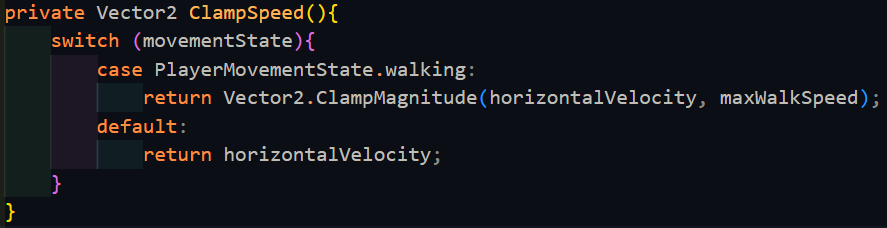 private Vector2 ClampSpeed(){
    switch (movementState){
        case PlayerMovementState.walking:
            return Vector2.ClampMagnitude(horizontalVelocity, maxWalkSpeed);
        default:
            return horizontalVelocity;
    }
}